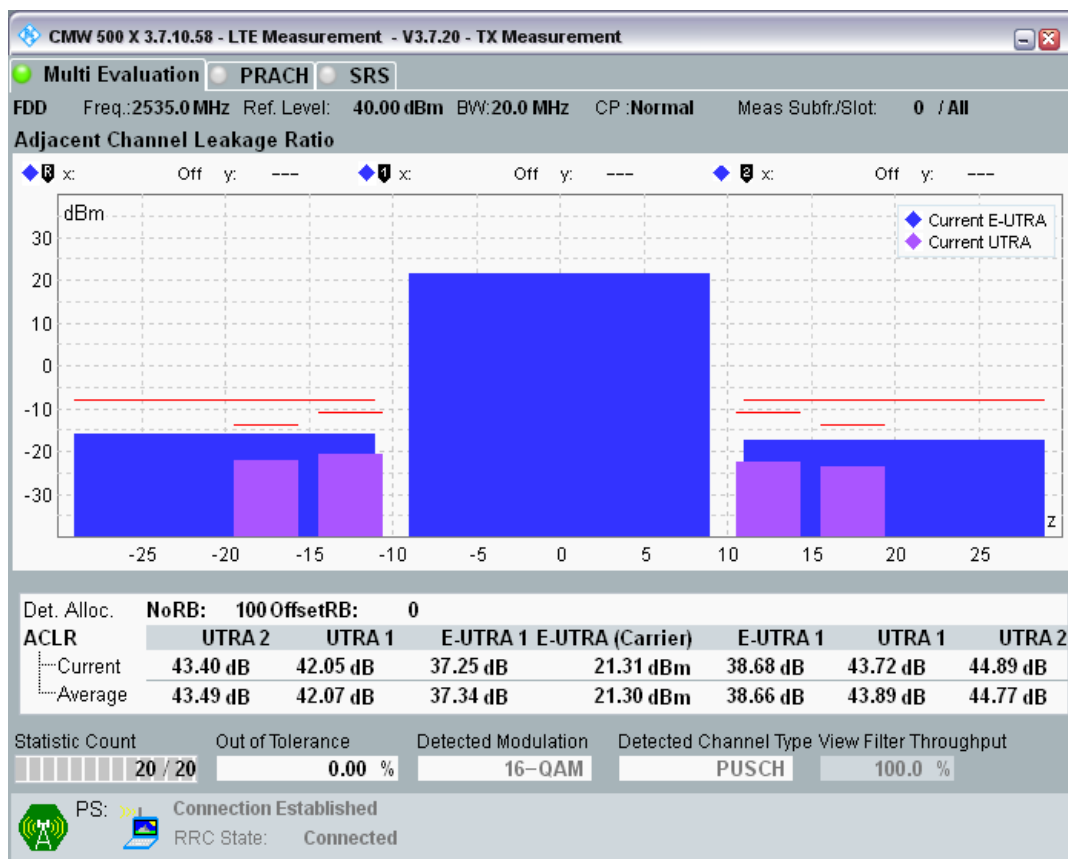 CMW 500 X 3.7.10.58 - LTE Measurement - V3.7.20 - TX Measurement
Multi Evaluation PRACH SRS
FDD Freq.:2535.0 MHz Ref. Level: 40.00 dBm BW:20.0 MHz CP :Normal Meas Subfr./Slot: 0 / All
Adjacent Channel Leakage Ratio
R x: Off y: --- 1 x: Off y: --- 2 x: Off y: ---
dBm
Current E-UTRA
Current UTRA
30
20
10
0
-10
-20
-30
z
-25 -20 -15 -10 -5 0 5 10 15 20 25
Det. Alloc. NoRB: 100 OffsetRB: 0
ACLR UTRA 2 UTRA 1 E-UTRA 1 E-UTRA (Carrier) E-UTRA 1 UTRA 1 UTRA 2
Current 43.40 dB 42.05 dB 37.25 dB 21.31 dBm 38.68 dB 43.72 dB 44.89 dB
Average 43.49 dB 42.07 dB 37.34 dB 21.30 dBm 38.66 dB 43.89 dB 44.77 dB
Statistic Count Out of Tolerance Detected Modulation Detected Channel Type View Filter Throughput
20 / 20 0.00 % 16-QAM PUSCH 100.0 %
PS: Connection Established
RRC State: Connected